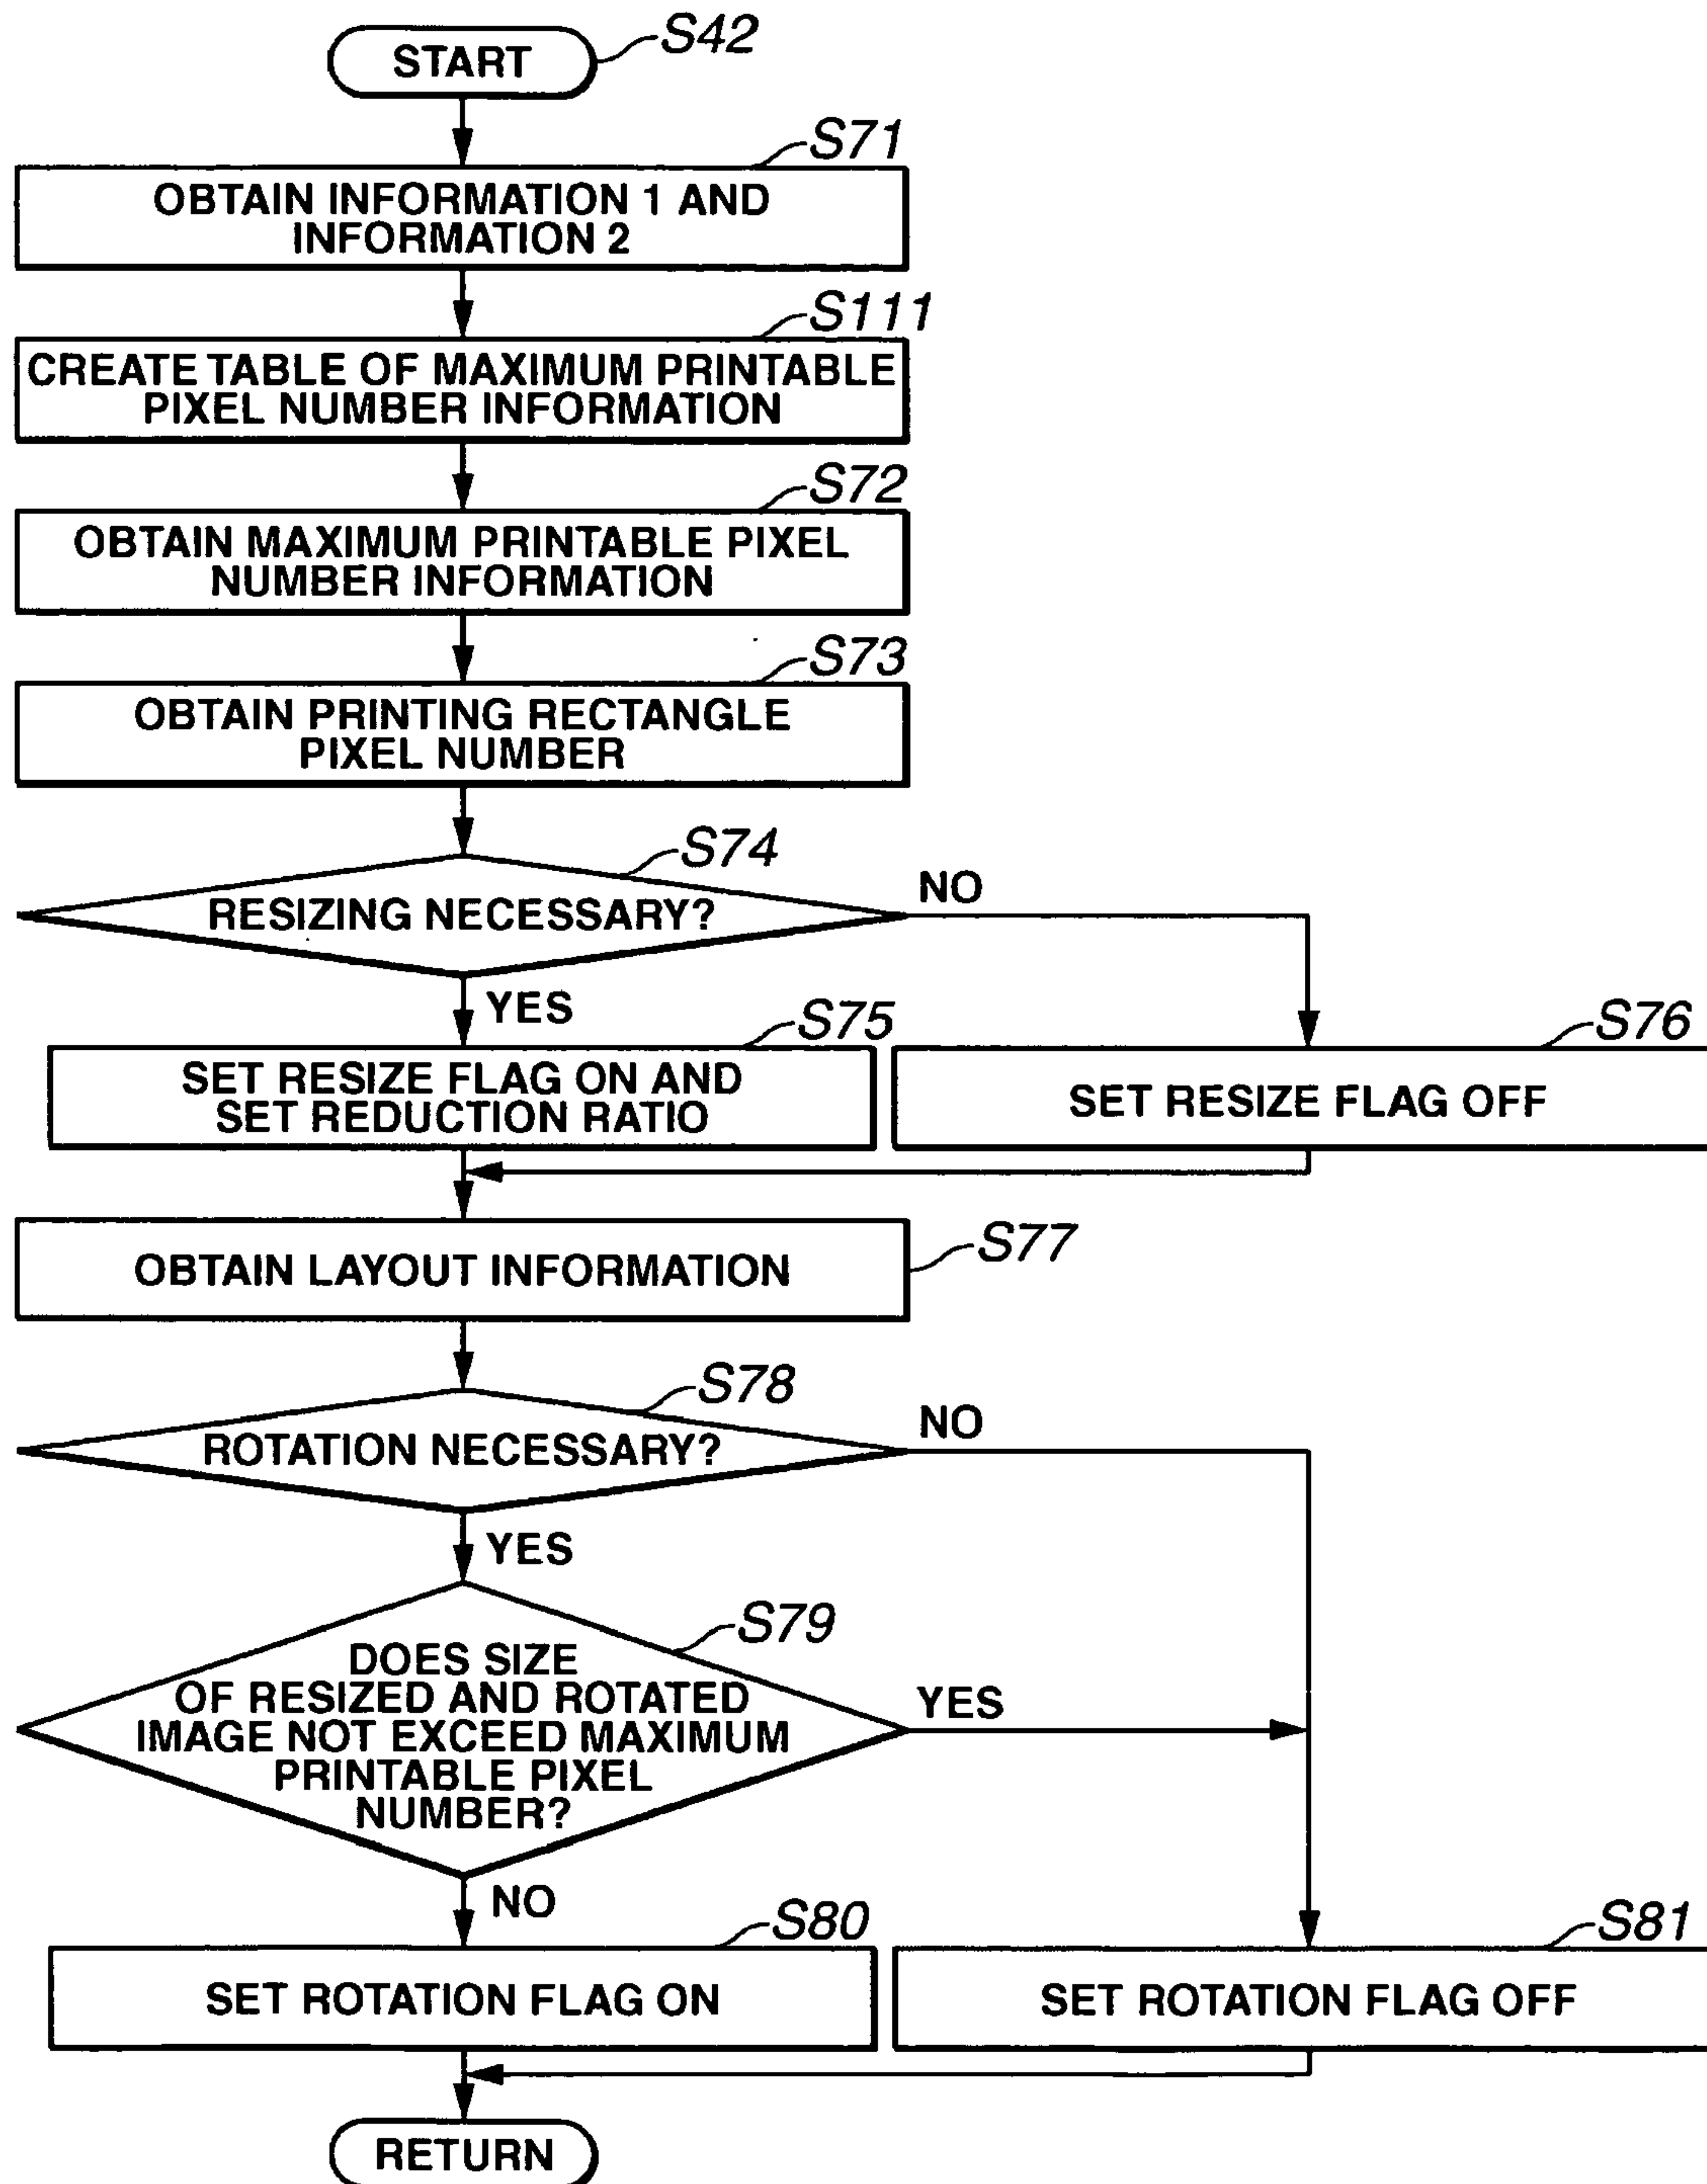 START
S42
S71
OBTAIN INFORMATION 1 AND
INFORMATION 2
S111
CREATE TABLE OF MAXIMUM PRINTABLE
PIXEL NUMBER INFORMATION
S72
OBTAIN MAXIMUM PRINTABLE PIXEL
NUMBER INFORMATION
S73
OBTAIN PRINTING RECTANGLE
PIXEL NUMBER
S74
RESIZING NECESSARY?
NO
YES
S75
SET RESIZE FLAG ON AND
SET REDUCTION RATIO
S76
SET RESIZE FLAG OFF
S77
OBTAIN LAYOUT INFORMATION
S78
ROTATION NECESSARY?
NO
YES
S79
DOES SIZE
OF RESIZED AND ROTATED
IMAGE NOT EXCEED MAXIMUM
PRINTABLE PIXEL
NUMBER?
YES
NO
S80
SET ROTATION FLAG ON
S81
SET ROTATION FLAG OFF
RETURN